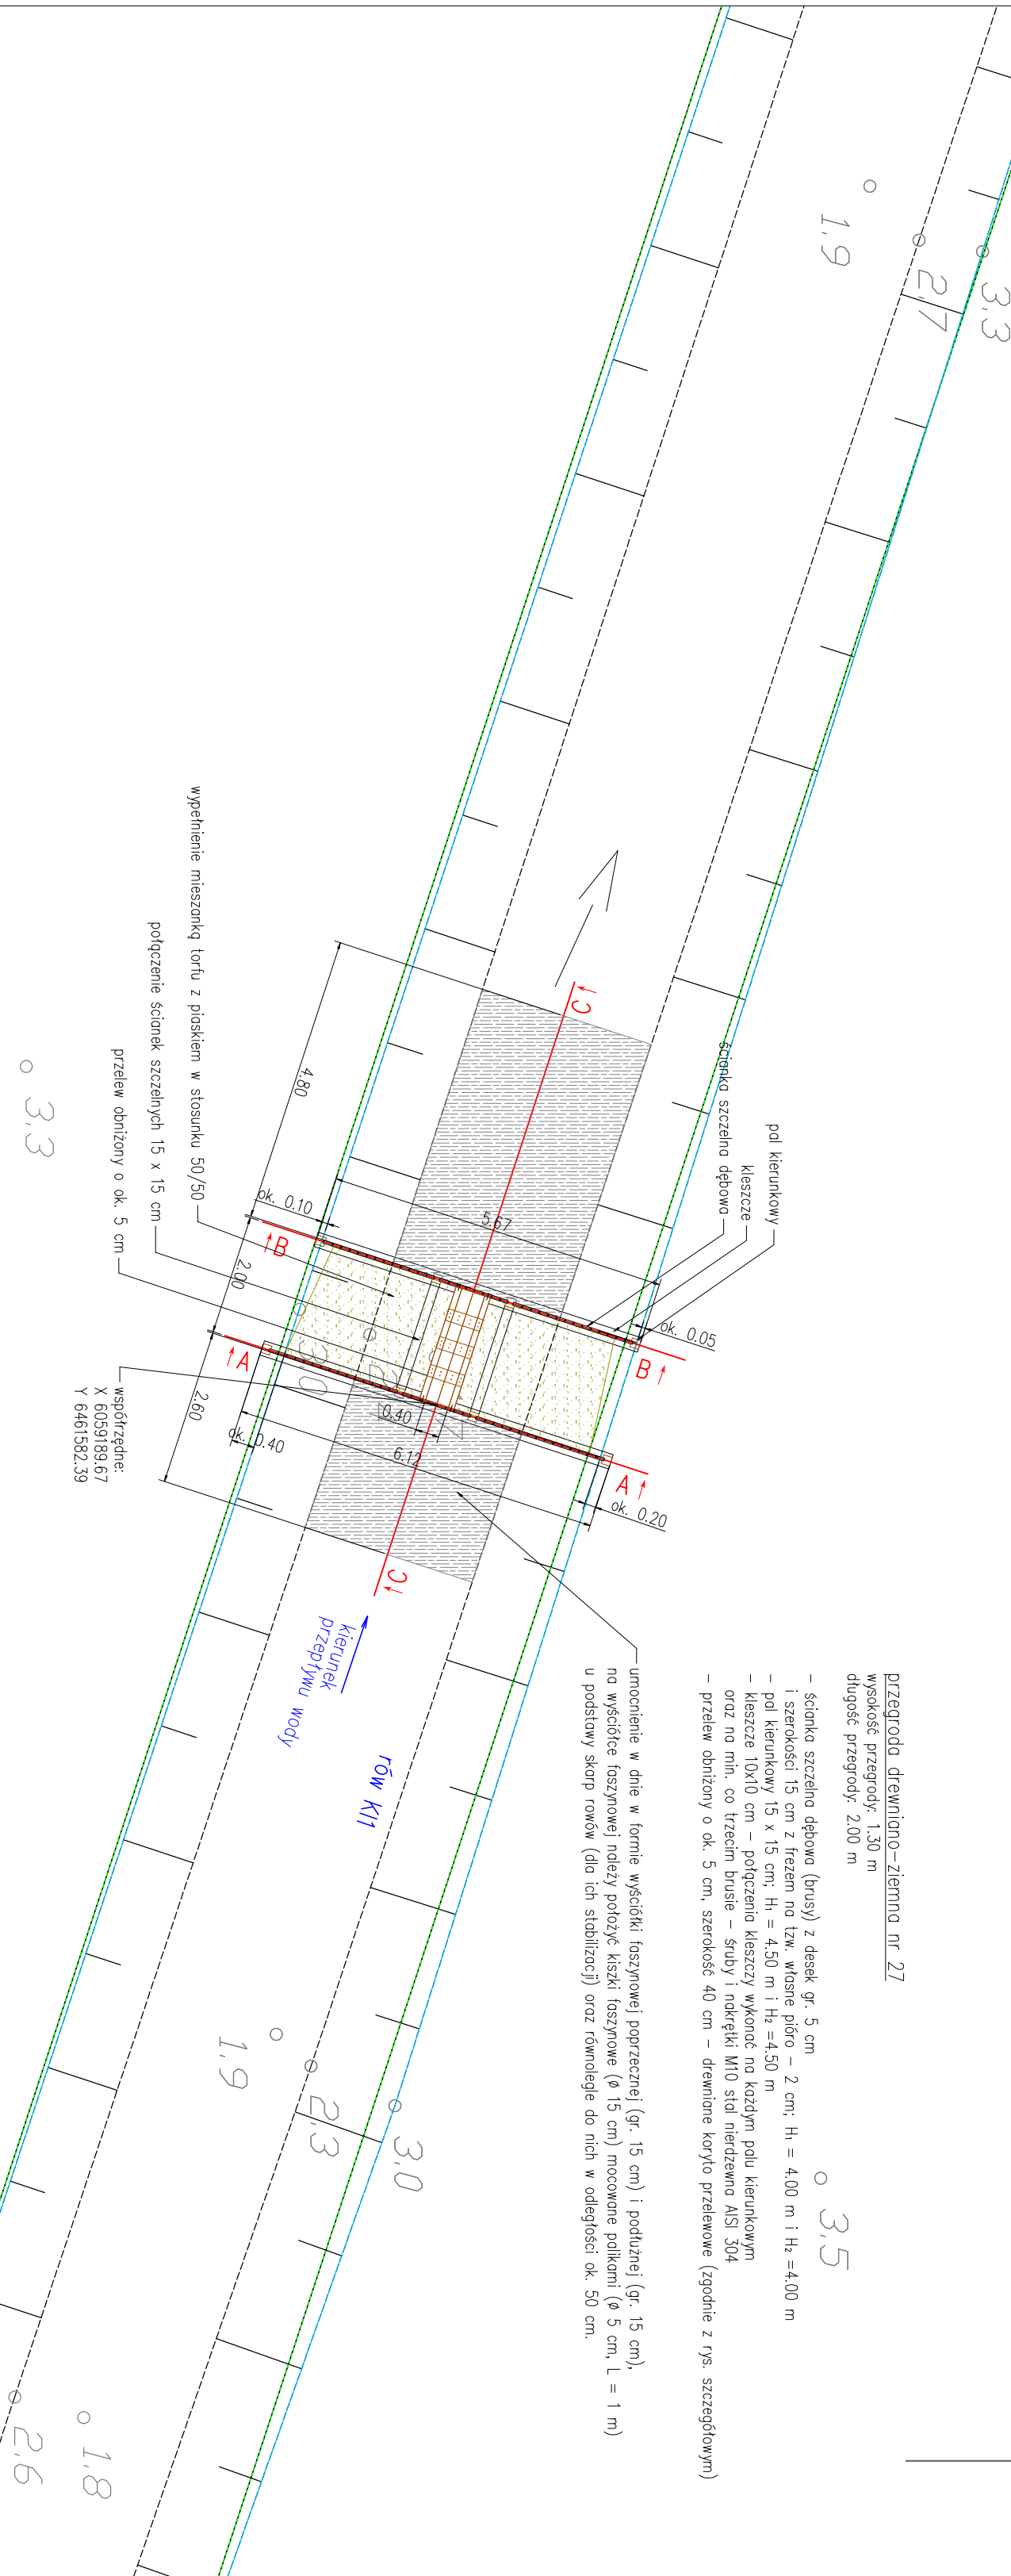 przegroda drewniano-ziemna nr 27
wysokość przegrody: 1.30 m
długość przegrody: 2.00 m
- ścianka szczelna dębowa (brusy) z desek gr. 5 cm
i szerokości 15 cm z frezem na tzw. własne pióro - 2 cm; H₁ = 4.00 m i H₂ =4.00 m
- pal kierunkowy 15 x 15 cm; H₁ = 4.50 m i H₂ =4.50 m
- kleszcze 10x10 cm - połączenia kleszczy wykonać na każdym palu kierunkowym
oraz na min. co trzecim brusie - śruby i nakrętki M10 stal nierdzewna AISI 304
- przelew obniżony o ok. 5 cm, szerokość 40 cm - drewniane koryto przelewowe (zgodnie z rys. szczegółowym)
umocnienie w dnie w formie wyściółki faszynowej poprzecznej (gr. 15 cm) i podłużnej (gr. 15 cm),
na wyściółce faszynowej należy położyć kiszki faszynowe (ø 15 cm) mocowane palikami (ø 5 cm, L = 1 m)
u podstawy skarp rowów (dla ich stabilizacji) oraz równolegle do nich w odległości ok. 50 cm.
pal kierunkowy
kleszcze
ścianka szczelna dębowa
wypełnienie mieszanką torfu z piaskiem w stosunku 50/50
połączenie ścianek szczelnych 15 x 15 cm
przelew obniżony o ok. 5 cm
współrzędne:
X 6059189.67
Y 6461582.39
kierunek
przepływu wody
rów Kl1
4.80
2.00
2.60
5.67
6.12
0.40
ok. 0.10
ok. 0.05
ok. 0.40
ok. 0.20
A
A
B
B
C
C
3,3
2,7
1,9
3,5
3,0
2,3
1,9
3,3
3,0
1,8
2,6